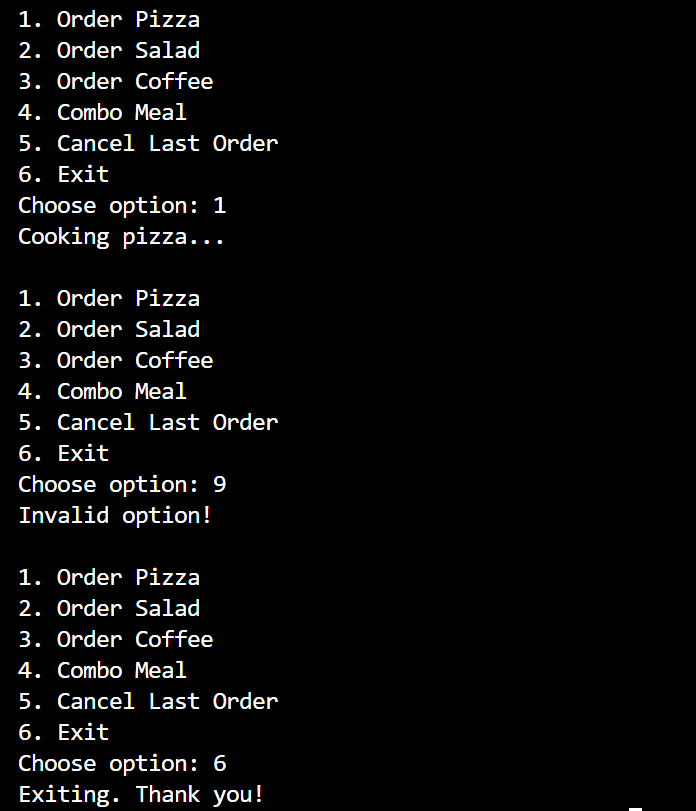 1. Order Pizza
2. Order Salad
3. Order Coffee
4. Combo Meal
5. Cancel Last Order
6. Exit
Choose option: 1
Cooking pizza...
1. Order Pizza
2. Order Salad
3. Order Coffee
4. Combo Meal
5. Cancel Last Order
6. Exit
Choose option: 9
Invalid option!
1. Order Pizza
2. Order Salad
3. Order Coffee
4. Combo Meal
5. Cancel Last Order
6. Exit
Choose option: 6
Exiting. Thank you!